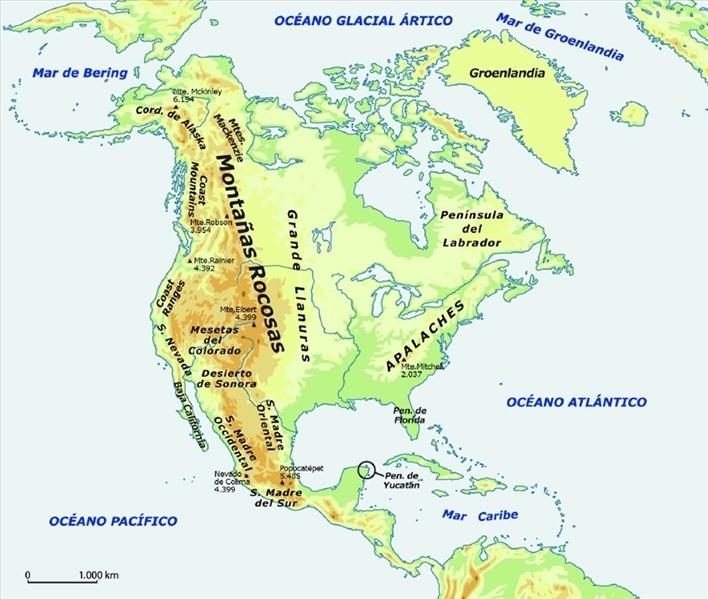 OCÉANO GLACIAL ÁRTICO
Mar de Groenlandia
Mar de Bering
Groenlandia
Mte. Mckinley
6.194
Cord. de Alaska
Mtes.
Mackenzie
Montañas Rocosas
Coast
Mountains
Mte.Robson
3.954
Grande Llanuras
Península
del
Labrador
Mte.Rainier
4.392
Coast
Ranges
Mte.Elbert
4.399
Mesetas
del
Colorado
S. Nevada
APALACHES
Mte.Mitchell
2.037
Desierto
de Sonora
Baja California
OCÉANO ATLÁNTICO
Pen. de
Florida
S. Madre
Oriental
S. Madre
Occidental
Nevado
de Colima
4.399
Popocatépet
5.485
Pen. de
Yucatán
S. Madre
del Sur
Mar Caribe
OCÉANO PACÍFICO
0 1.000 km